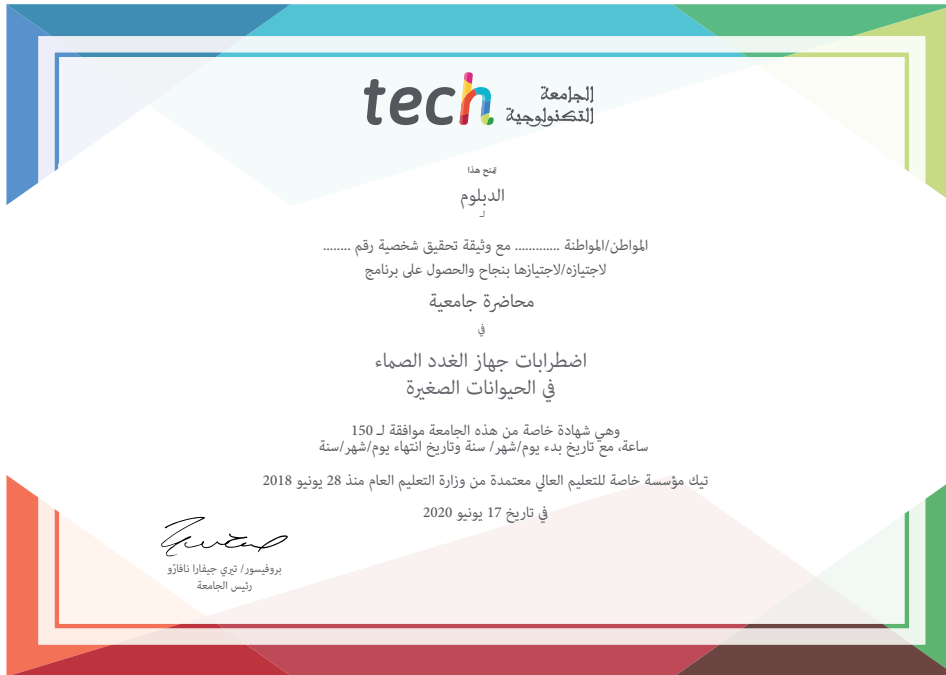 tech الجامعة
التكنولوجية
تمنح هذا
الدبلوم
لـ
المواطن/المواطنة ............. مع وثيقة تحقيق شخصية رقم ........
لاجتيازه/لاجتيازها بنجاح والحصول على برنامج
محاضرة جامعية
في
اضطرابات جهاز الغدد الصماء
في الحيوانات الصغيرة
وهي شهادة خاصة من هذه الجامعة موافقة لـ 150
ساعة، مع تاريخ بدء يوم/شهر/ سنة وتاريخ انتهاء يوم/شهر/سنة
تيك مؤسسة خاصة للتعليم العالي معتمدة من وزارة التعليم العام منذ 28 يونيو 2018
في تاريخ 17 يونيو 2020
بروفيسور/ تيري جيفارا نافارّو
رئيس الجامعة